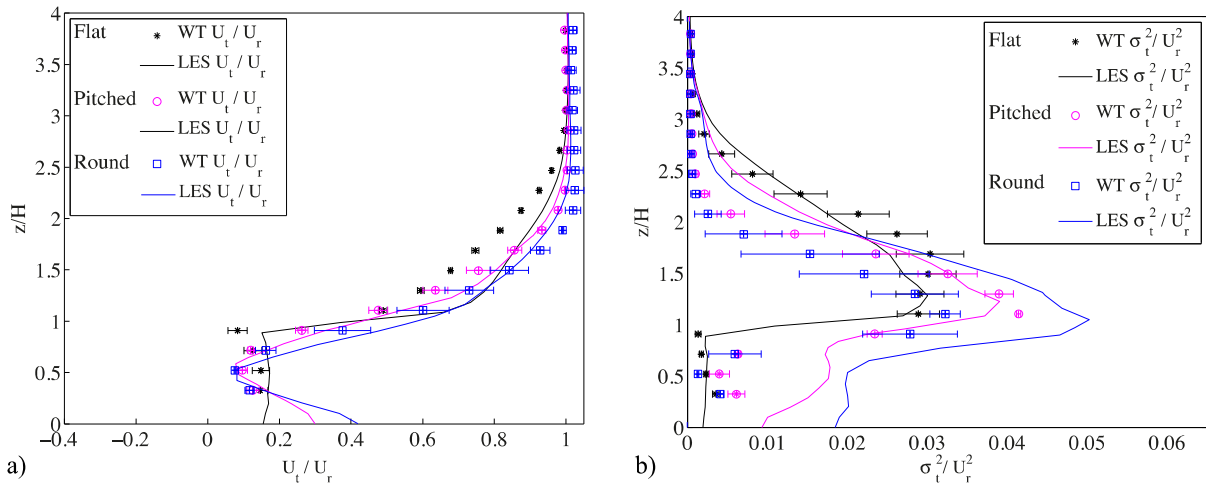 4
3.5
3
2.5
2
1.5
1
0.5
0
z/H
−0.4
0
0.2
0.4
0.6
0.8
1
U_t / U_r
a)
Flat
WT U_t / U_r
LES U_t / U_r
Pitched
WT U_t / U_r
LES U_t / U_r
Round
WT U_t / U_r
LES U_t / U_r
4
3.5
3
2.5
2
1.5
1
0.5
0
z/H
0
0.01
0.02
0.03
0.04
0.05
0.06
σ_t^2 / U_r^2
b)
Flat
WT σ_t^2 / U_r^2
LES σ_t^2 / U_r^2
Pitched
WT σ_t^2 / U_r^2
LES σ_t^2 / U_r^2
Round
WT σ_t^2 / U_r^2
LES σ_t^2 / U_r^2